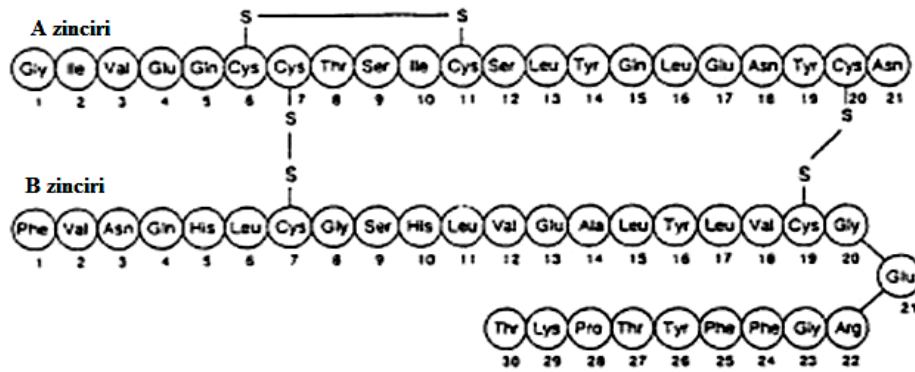 S S
A zinciri
Gly Ile Val Glu Gln Cys Cys Thr Ser Ile Cys Ser Leu Tyr Gln Leu Glu Asn Tyr Cys Asn
1 2 3 4 5 6 7 8 9 10 11 12 13 14 15 16 17 18 19 20 21
S S
S S
B zinciri
Phe Val Asn Gln His Leu Cys Gly Ser His Leu Val Glu Ala Leu Tyr Leu Val Cys Gly
1 2 3 4 5 6 7 8 9 10 11 12 13 14 15 16 17 18 19 20
Glu
21
Thr Lys Pro Thr Tyr Phe Phe Gly Arg
30 29 28 27 26 25 24 23 22